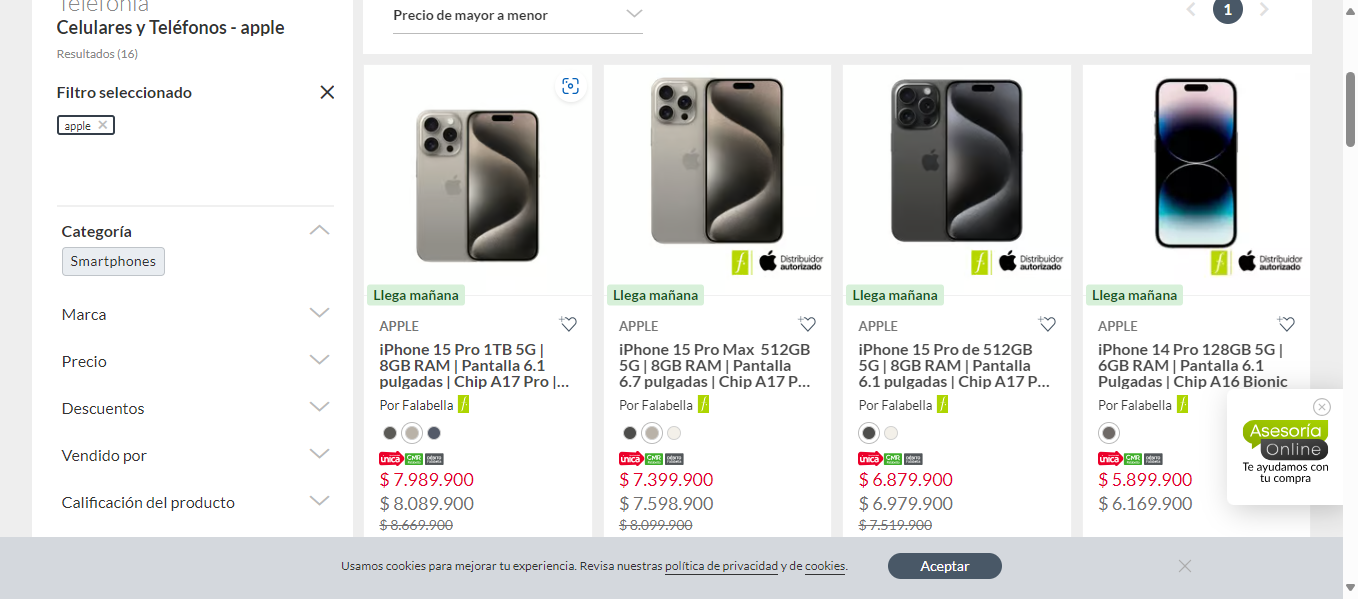 Telefonía
Celulares y Teléfonos - apple
Resultados (16)
Filtro seleccionado
apple
Categoría
Smartphones
Marca
Precio
Descuentos
Vendido por
Calificación del producto
Precio de mayor a menor
1
Llega mañana
APPLE
iPhone 15 Pro 1TB 5G |
8GB RAM | Pantalla 6.1
pulgadas | Chip A17 Pro |...
Por Falabella
unica CMR
$ 7.989.900
$ 8.089.900
$ 8.669.900
Distribuidor
autorizado
Llega mañana
APPLE
iPhone 15 Pro Max 512GB
5G | 8GB RAM | Pantalla
6.7 pulgadas | Chip A17 P...
Por Falabella
unica CMR
$ 7.399.900
$ 7.598.900
$ 8.099.900
Distribuidor
autorizado
Llega mañana
APPLE
iPhone 15 Pro de 512GB
5G | 8GB RAM | Pantalla
6.1 pulgadas | Chip A17 P...
Por Falabella
unica CMR
$ 6.879.900
$ 6.979.900
$ 7.519.900
Distribuidor
autorizado
Llega mañana
APPLE
iPhone 14 Pro 128GB 5G |
6GB RAM | Pantalla 6.1
Pulgadas | Chip A16 Bionic
Por Falabella
unica CMR
$ 5.899.900
$ 6.169.900
Asesoría
Online
Te ayudamos con
tu compra
Usamos cookies para mejorar tu experiencia. Revisa nuestras política de privacidad y de cookies.
Aceptar